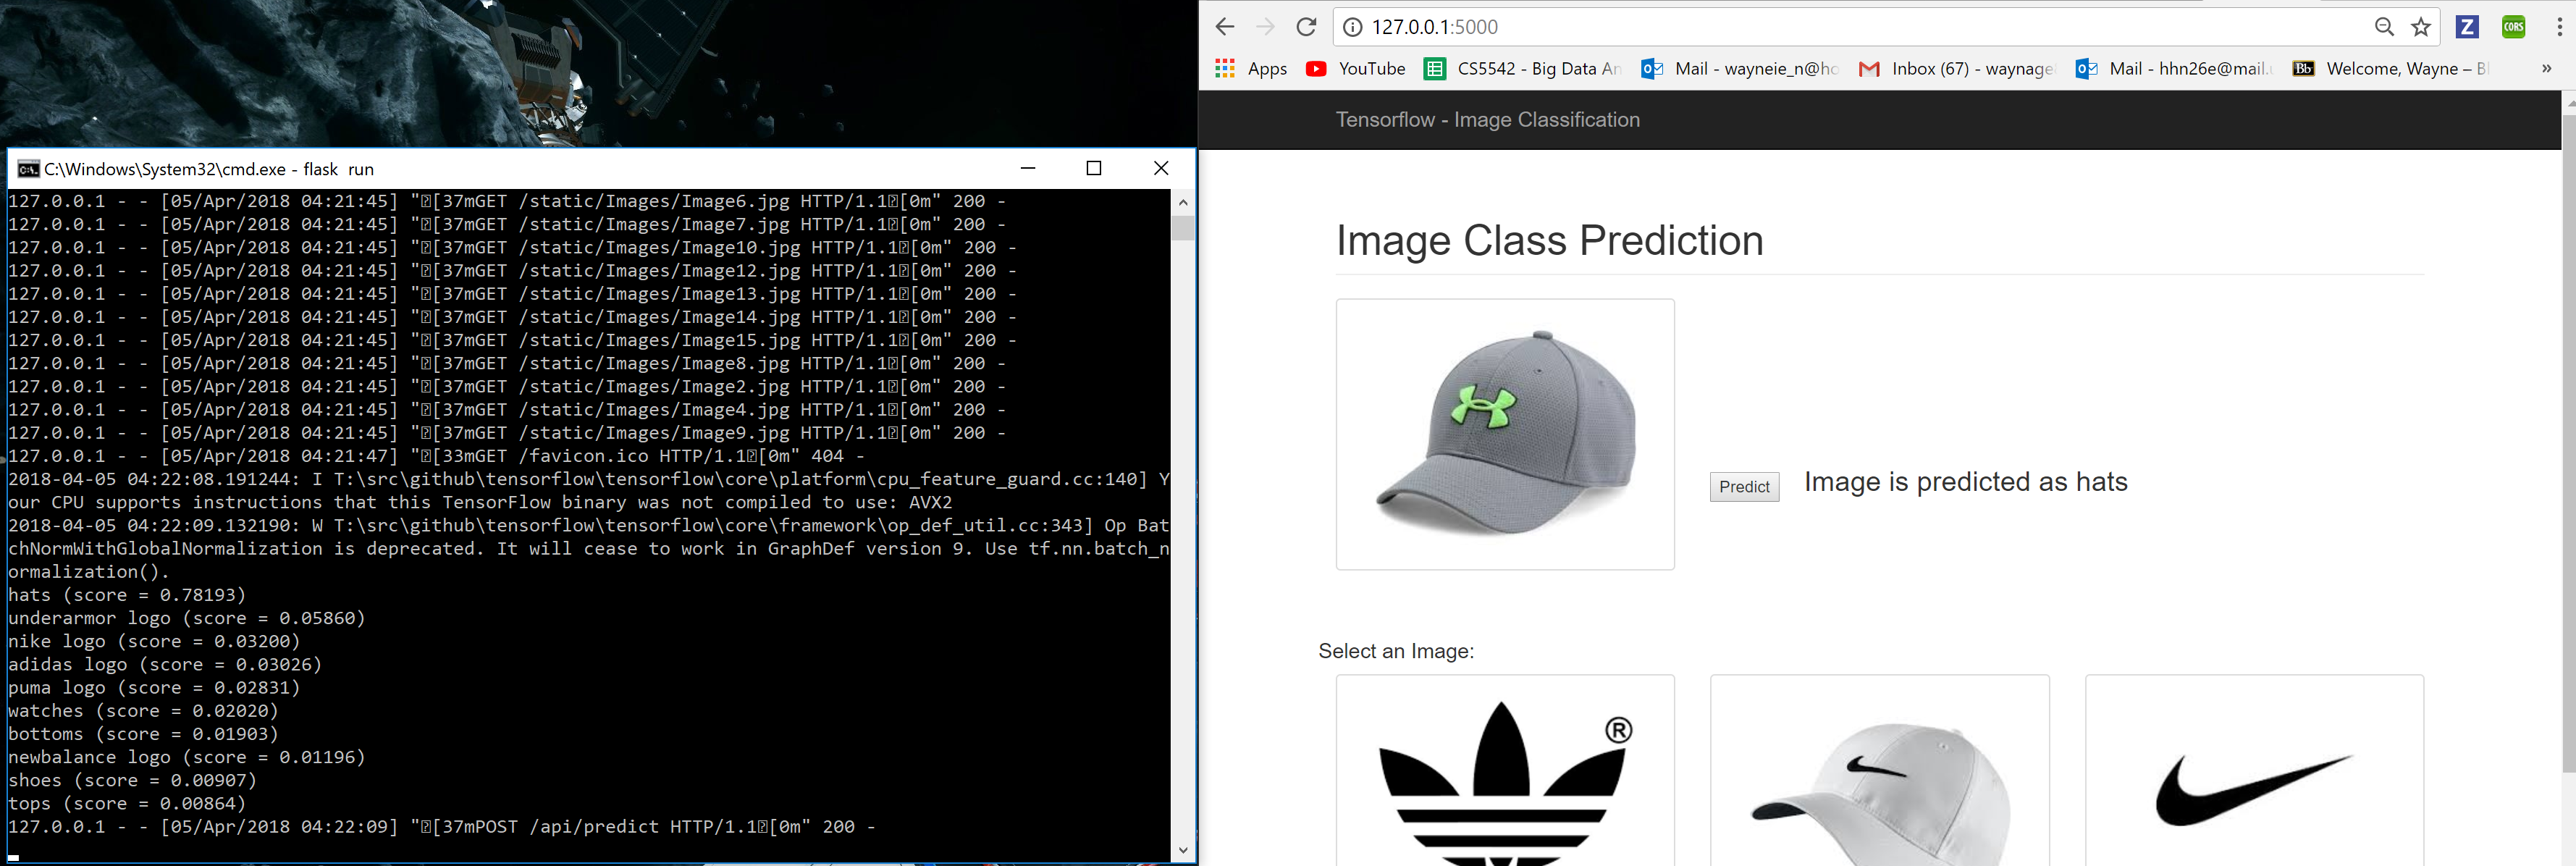 C:\Windows\System32\cmd.exe - flask  run
127.0.0.1 - - [05/Apr/2018 04:21:45] "[37mGET /static/Images/Image6.jpg HTTP/1.1[0m" 200 -
127.0.0.1 - - [05/Apr/2018 04:21:45] "[37mGET /static/Images/Image7.jpg HTTP/1.1[0m" 200 -
127.0.0.1 - - [05/Apr/2018 04:21:45] "[37mGET /static/Images/Image10.jpg HTTP/1.1[0m" 200 -
127.0.0.1 - - [05/Apr/2018 04:21:45] "[37mGET /static/Images/Image12.jpg HTTP/1.1[0m" 200 -
127.0.0.1 - - [05/Apr/2018 04:21:45] "[37mGET /static/Images/Image13.jpg HTTP/1.1[0m" 200 -
127.0.0.1 - - [05/Apr/2018 04:21:45] "[37mGET /static/Images/Image14.jpg HTTP/1.1[0m" 200 -
127.0.0.1 - - [05/Apr/2018 04:21:45] "[37mGET /static/Images/Image15.jpg HTTP/1.1[0m" 200 -
127.0.0.1 - - [05/Apr/2018 04:21:45] "[37mGET /static/Images/Image8.jpg HTTP/1.1[0m" 200 -
127.0.0.1 - - [05/Apr/2018 04:21:45] "[37mGET /static/Images/Image2.jpg HTTP/1.1[0m" 200 -
127.0.0.1 - - [05/Apr/2018 04:21:45] "[37mGET /static/Images/Image4.jpg HTTP/1.1[0m" 200 -
127.0.0.1 - - [05/Apr/2018 04:21:45] "[37mGET /static/Images/Image9.jpg HTTP/1.1[0m" 200 -
127.0.0.1 - - [05/Apr/2018 04:21:47] "[33mGET /favicon.ico HTTP/1.1[0m" 404 -
2018-04-05 04:22:08.191244: I T:\src\github\tensorflow\tensorflow\core\platform\cpu_feature_guard.cc:140] Y
our CPU supports instructions that this TensorFlow binary was not compiled to use: AVX2
2018-04-05 04:22:09.132190: W T:\src\github\tensorflow\tensorflow\core\framework\op_def_util.cc:343] Op Bat
chNormWithGlobalNormalization is deprecated. It will cease to work in GraphDef version 9. Use tf.nn.batch_n
ormalization().
hats (score = 0.78193)
underarmor logo (score = 0.05860)
nike logo (score = 0.03200)
adidas logo (score = 0.03026)
puma logo (score = 0.02831)
watches (score = 0.02020)
bottoms (score = 0.01903)
newbalance logo (score = 0.01196)
shoes (score = 0.00907)
tops (score = 0.00864)
127.0.0.1 - - [05/Apr/2018 04:22:09] "[37mPOST /api/predict HTTP/1.1[0m" 200 -
127.0.0.1:5000
Z
CORS
Apps YouTube CS5542 - Big Data An Mail - wayneie_n@ho Inbox (67) - waynage Mail - hhn26e@mail. Bb Welcome, Wayne – B »
Tensorflow - Image Classification
Image Class Prediction
Predict
Image is predicted as hats
Select an Image:
®